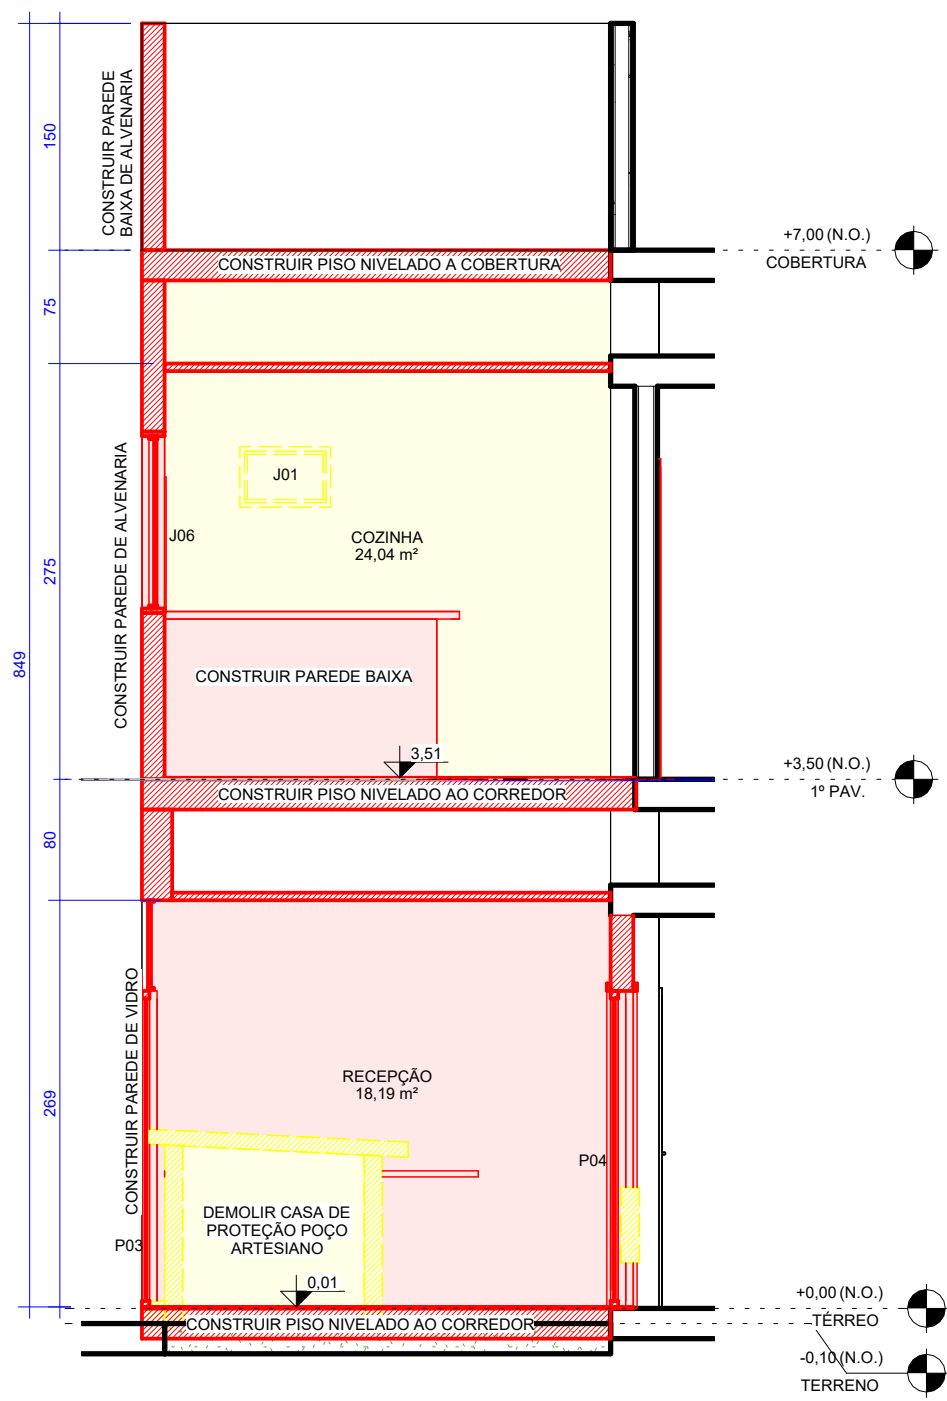 150
CONSTRUIR PAREDE
BAIXA DE ALVENARIA
+7,00 (N.O.)
COBERTURA
CONSTRUIR PISO NIVELADO A COBERTURA
75
J01
J06
COZINHA
24,04 m²
CONSTRUIR PAREDE DE ALVENARIA
275
849
CONSTRUIR PAREDE BAIXA
3,51
+3,50 (N.O.)
1º PAV.
CONSTRUIR PISO NIVELADO AO CORREDOR
80
CONSTRUIR PAREDE DE VIDRO
269
RECEPÇÃO
18,19 m²
P04
DEMOLIR CASA DE
PROTEÇÃO POÇO
ARTESIANO
P03
0,01
+0,00 (N.O.)
TÉRREO
CONSTRUIR PISO NIVELADO AO CORREDOR
-0,10 (N.O.)
TERRENO